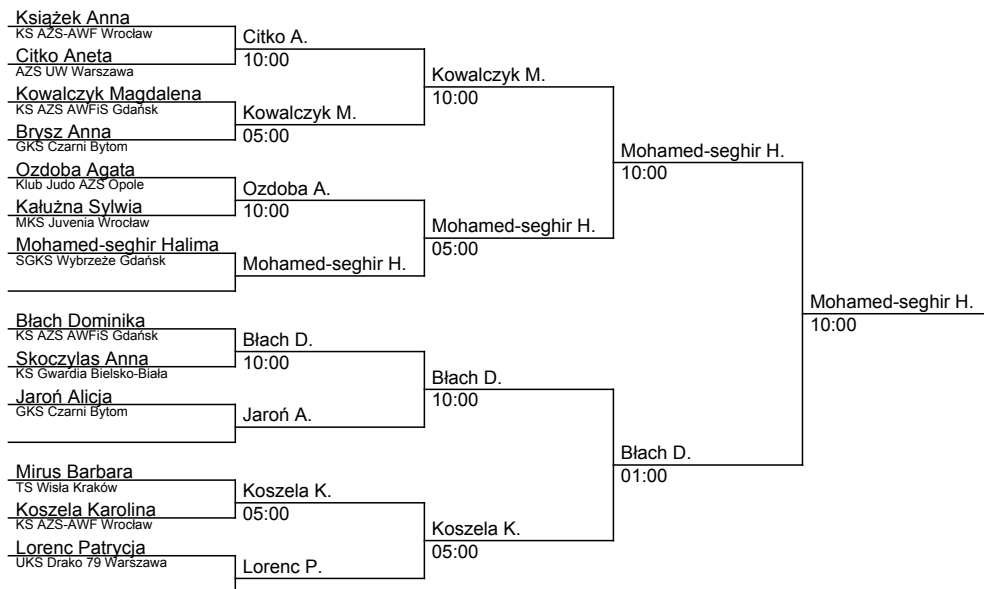 Książek Anna
KS AZS-AWF Wrocław
Citko Aneta
AZS UW Warszawa
Kowalczyk Magdalena
KS AZS AWFiS Gdańsk
Brysz Anna
GKS Czarni Bytom
Ozdoba Agata
Klub Judo AZS Opole
Kałużna Sylwia
MKS Juvenia Wrocław
Mohamed-seghir Halima
SGKS Wybrzeże Gdańsk
Błach Dominika
KS AZS AWFiS Gdańsk
Skoczylas Anna
KS Gwardia Bielsko-Biała
Jaroń Alicja
GKS Czarni Bytom
Mirus Barbara
TS Wisła Kraków
Koszela Karolina
KS AZS-AWF Wrocław
Lorenc Patrycja
UKS Drako 79 Warszawa
Citko A.
10:00
Kowalczyk M.
05:00
Ozdoba A.
10:00
Mohamed-seghir H.
Błach D.
10:00
Jaroń A.
Koszela K.
05:00
Lorenc P.
Kowalczyk M.
10:00
Mohamed-seghir H.
05:00
Błach D.
10:00
Koszela K.
05:00
Mohamed-seghir H.
10:00
Błach D.
01:00
Mohamed-seghir H.
10:00